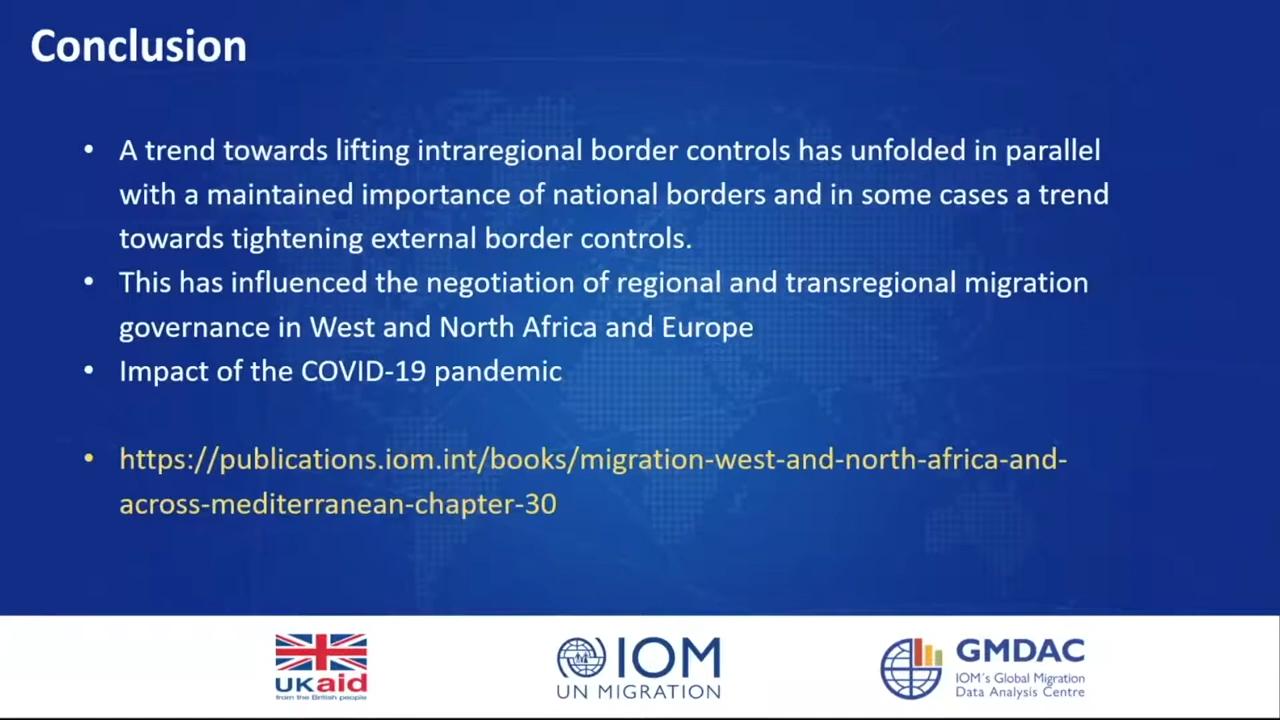 Conclusion
• A trend towards lifting intraregional border controls has unfolded in parallel
with a maintained importance of national borders and in some cases a trend
towards tightening external border controls.
• This has influenced the negotiation of regional and transregional migration
governance in West and North Africa and Europe
• Impact of the COVID-19 pandemic
• https://publications.iom.int/books/migration-west-and-north-africa-and-
across-mediterranean-chapter-30
UKaid
from the British people
IOM
UN MIGRATION
GMDAC
IOM's Global Migration
Data Analysis Centre